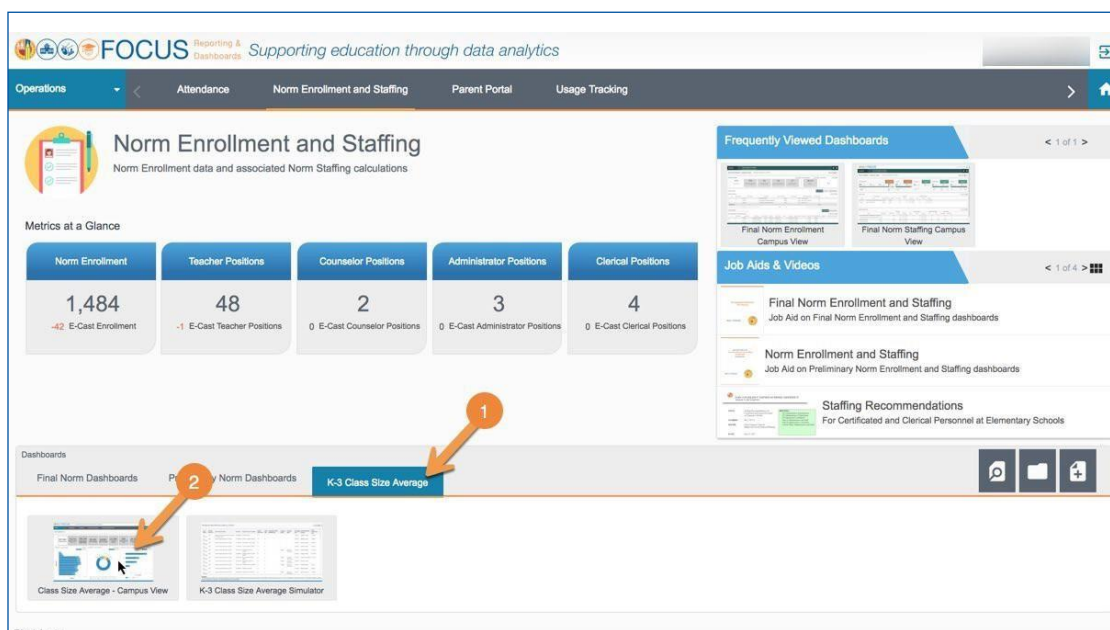 FOCUS Reporting & Dashboards Supporting education through data analytics
Operations Attendance Norm Enrollment and Staffing Parent Portal Usage Tracking
Norm Enrollment and Staffing
Norm Enrollment data and associated Norm Staffing calculations
Metrics at a Glance
Norm Enrollment
1,484
-42 E-Cast Enrollment
Teacher Positions
48
-1 E-Cast Teacher Positions
Counselor Positions
2
0 E-Cast Counselor Positions
Administrator Positions
3
0 E-Cast Administrator Positions
Clerical Positions
4
0 E-Cast Clerical Positions
Frequently Viewed Dashboards < 1 of 1 >
Final Norm Enrollment
Campus View
Final Norm Staffing Campus
View
Job Aids & Videos < 1 of 4 >
Final Norm Enrollment and Staffing
Job Aid on Final Norm Enrollment and Staffing dashboards
Norm Enrollment and Staffing
Job Aid on Preliminary Norm Enrollment and Staffing dashboards
Staffing Recommendations
For Certificated and Clerical Personnel at Elementary Schools
1
Dashboards
Final Norm Dashboards Norm Dashboards K-3 Class Size Average
2
Class Size Average - Campus View
K-3 Class Size Average Simulator